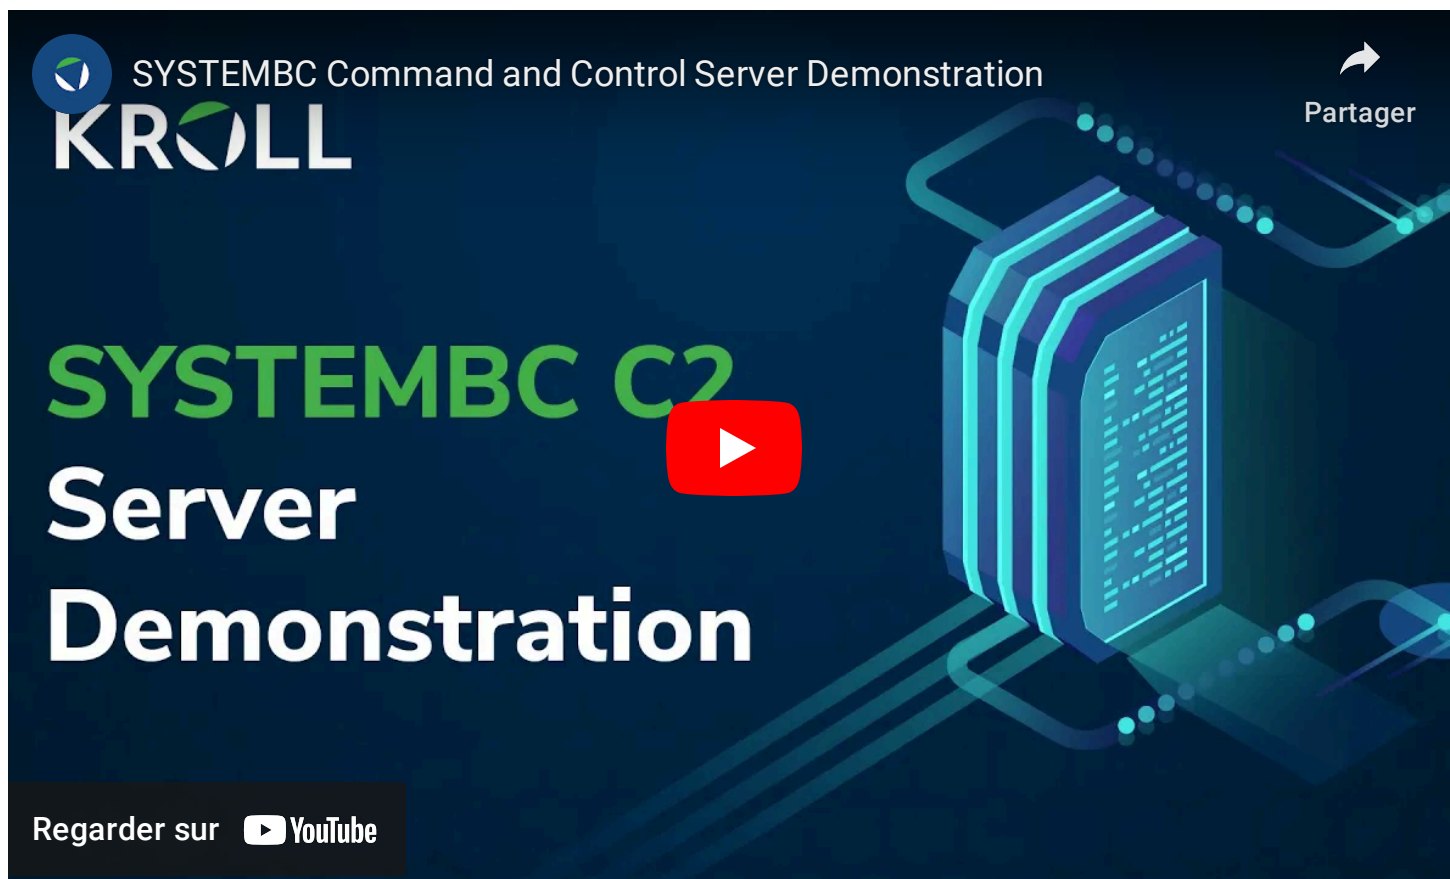 SYSTEMBC Command and Control Server Demonstration
Partager
KROLL
SYSTEMBC C2
Server
Demonstration
Regarder sur YouTube